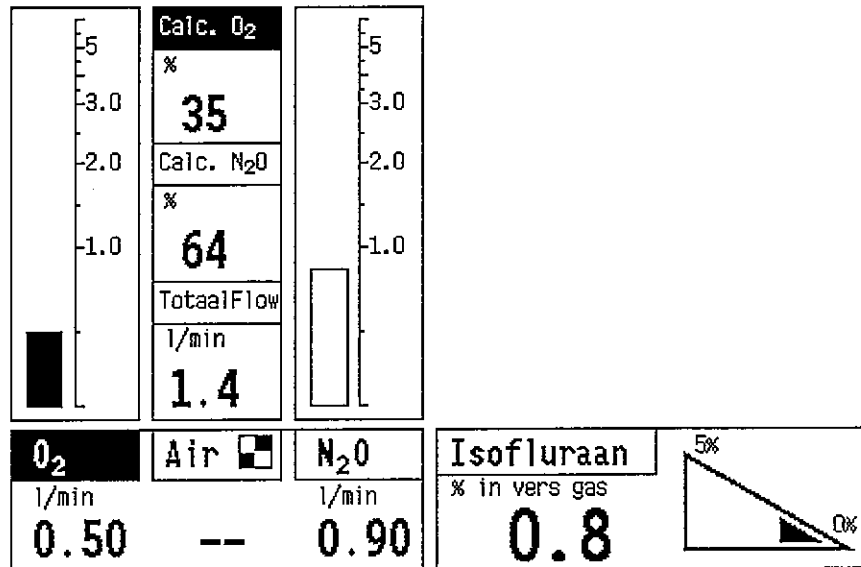 5
3.0
2.0
1.0
Calc. O₂
%
35
Calc. N₂O
%
64
TotaalFlow
l/min
1.4
5
3.0
2.0
1.0
O₂
l/min
0.50
Air
--
N₂O
l/min
0.90
Isofluraan
% in vers gas
0.8
5%
0%